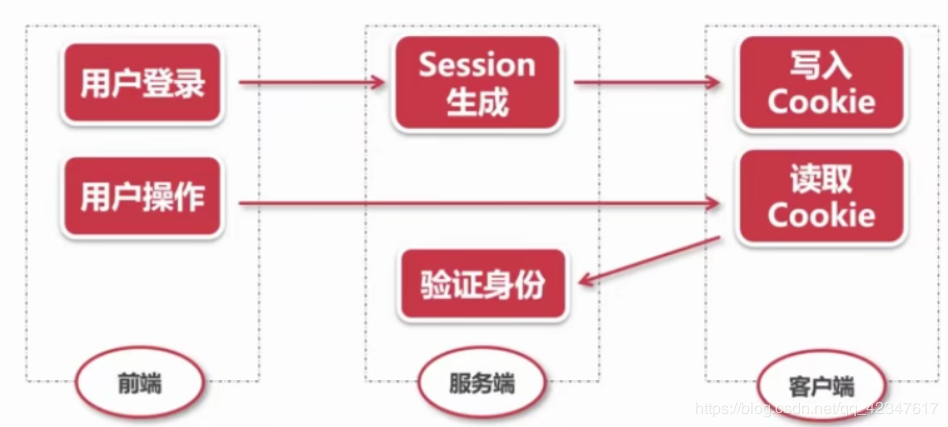 用户登录
Session
生成
写入
Cookie
用户操作
读取
Cookie
验证身份
前端
服务端
客户端
https://blog.csdn.net/qq_42347617